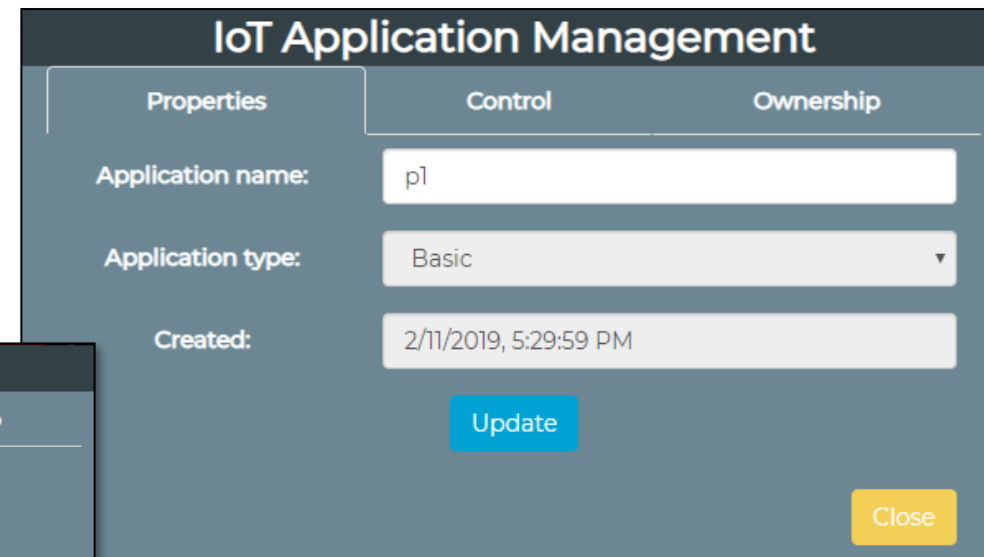 IoT Application Management
Properties Control Ownership
Application name: p1
Application type: Basic
Created: 2/11/2019, 5:29:59 PM
Update
Close